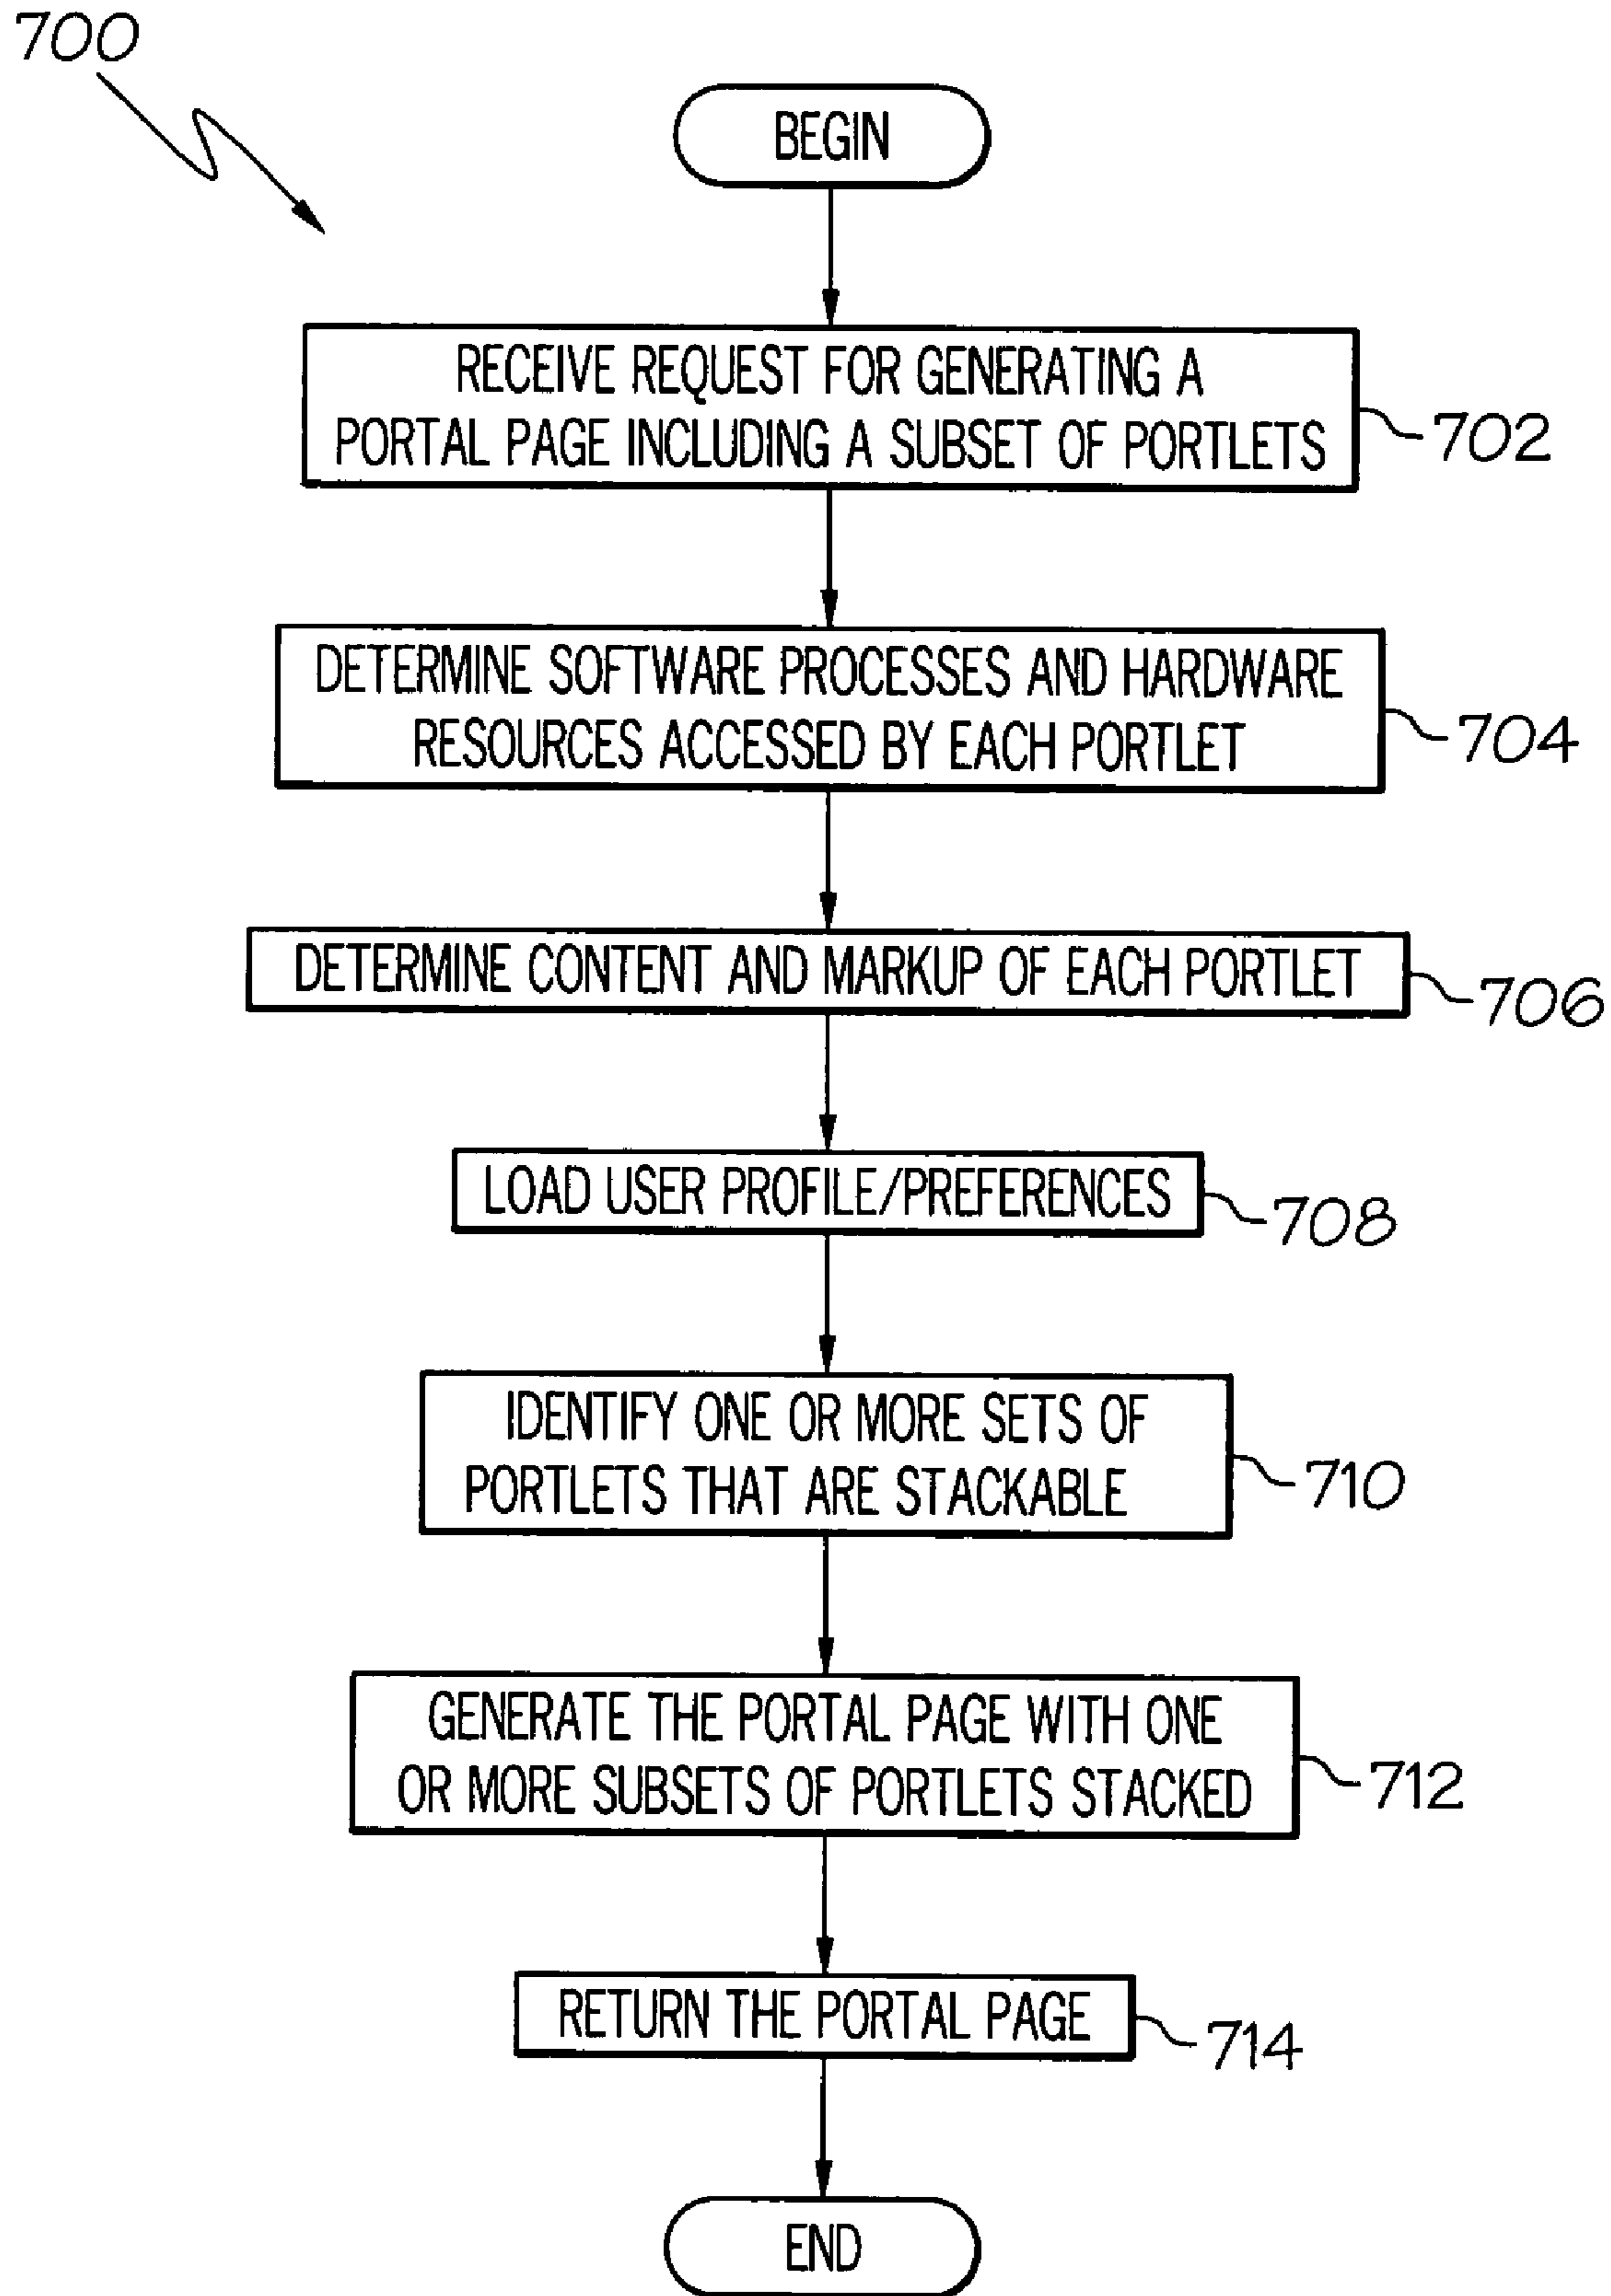 700
BEGIN
RECEIVE REQUEST FOR GENERATING A
PORTAL PAGE INCLUDING A SUBSET OF PORTLETS
702
DETERMINE SOFTWARE PROCESSES AND HARDWARE
RESOURCES ACCESSED BY EACH PORTLET
704
DETERMINE CONTENT AND MARKUP OF EACH PORTLET
706
LOAD USER PROFILE/PREFERENCES
708
IDENTIFY ONE OR MORE SETS OF
PORTLETS THAT ARE STACKABLE
710
GENERATE THE PORTAL PAGE WITH ONE
OR MORE SUBSETS OF PORTLETS STACKED
712
RETURN THE PORTAL PAGE
714
END